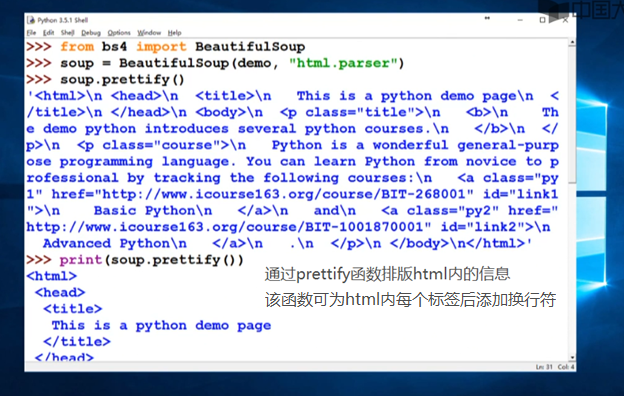 Python 3.5.1 Shell
中国大
File Edit Shell Debug Options Window Help
>>> from bs4 import BeautifulSoup
>>> soup = BeautifulSoup(demo, "html.parser")
>>> soup.prettify()
'<html>\n <head>\n  <title>\n   This is a python demo page\n  <
/title>\n </head>\n <body>\n  <p class="title">\n   <b>\n    Th
e demo python introduces several python courses.\n   </b>\n  </
p>\n  <p class="course">\n   Python is a wonderful general-purp
ose programming language. You can learn Python from novice to p
rofessional by tracking the following courses:\n   <a class="py
1" href="http://www.icourse163.org/course/BIT-268001" id="link1
">\n    Basic Python\n   </a>\n   and\n   <a class="py2" href="
http://www.icourse163.org/course/BIT-1001870001" id="link2">\n 
  Advanced Python\n   </a>\n   .\n  </p>\n </body>\n</html>'
>>> print(soup.prettify())
<html>
 <head>
  <title>
   This is a python demo page
  </title>
 </head>
通过prettify函数排版html内的信息
该函数可为html内每个标签后添加换行符
Ln: 31 Col: 4